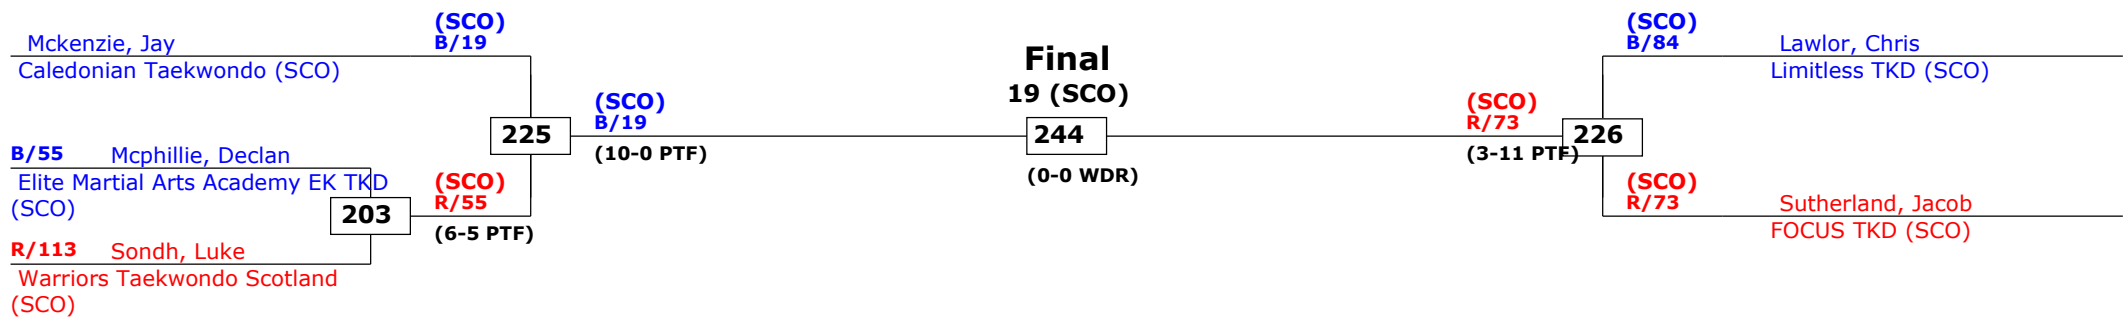 (SCO)
B/19
Mckenzie, Jay
Caledonian Taekwondo (SCO)
B/55 Mcphillie, Declan
Elite Martial Arts Academy EK TKD
(SCO)
R/113 Sondh, Luke
Warriors Taekwondo Scotland
(SCO)
203
(SCO)
R/55
(6-5 PTF)
225
(SCO)
B/19
(10-0 PTF)
Final
19 (SCO)
244
(0-0 WDR)
(SCO)
R/73
(3-11 PTF)
226
(SCO)
B/84
Lawlor, Chris
Limitless TKD (SCO)
(SCO)
R/73
Sutherland, Jacob
FOCUS TKD (SCO)